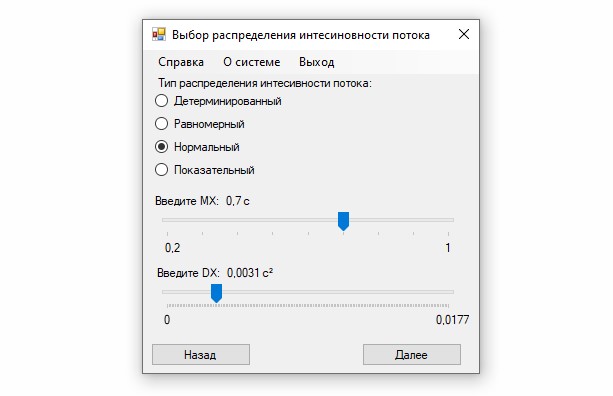 Выбор распределения интесиновности потока
Справка О системе Выход
Тип распределения интесивности потока:
Детерминированный
Равномерный
Нормальный
Показательный
Введите MX: 0,7 с
0,2 1
Введите DX: 0,0031 с²
0 0,0177
Назад Далее